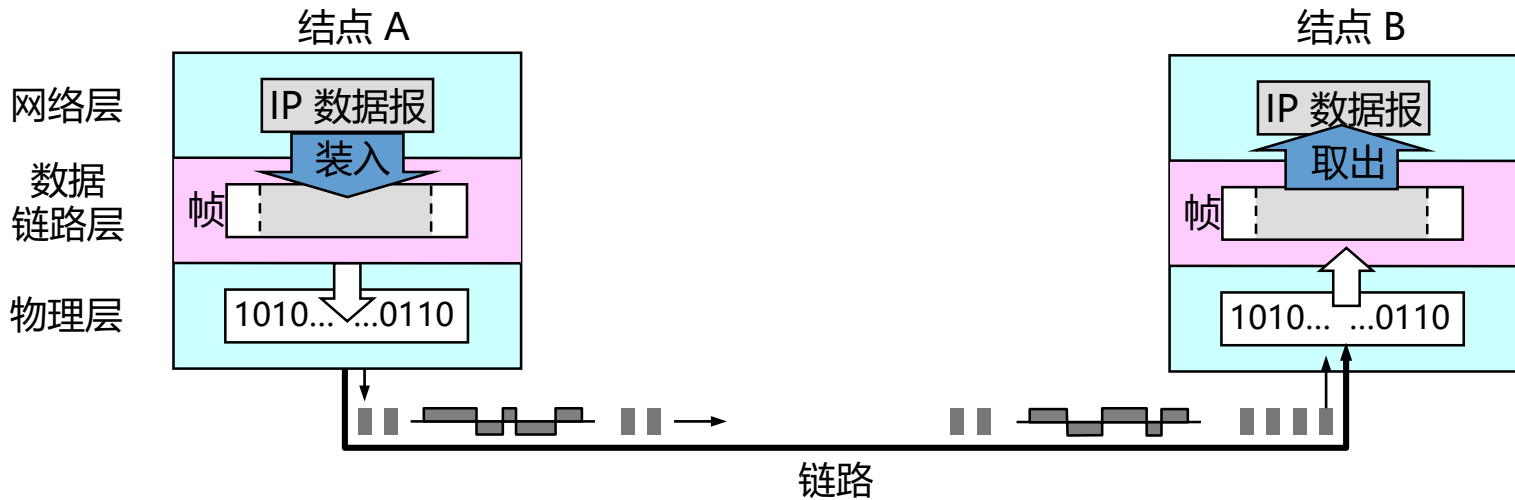 结点 A
结点 B
网络层
IP 数据报
IP 数据报
装入
取出
数据
链路层
帧
帧
物理层
1010... ...0110
1010... ...0110
链路